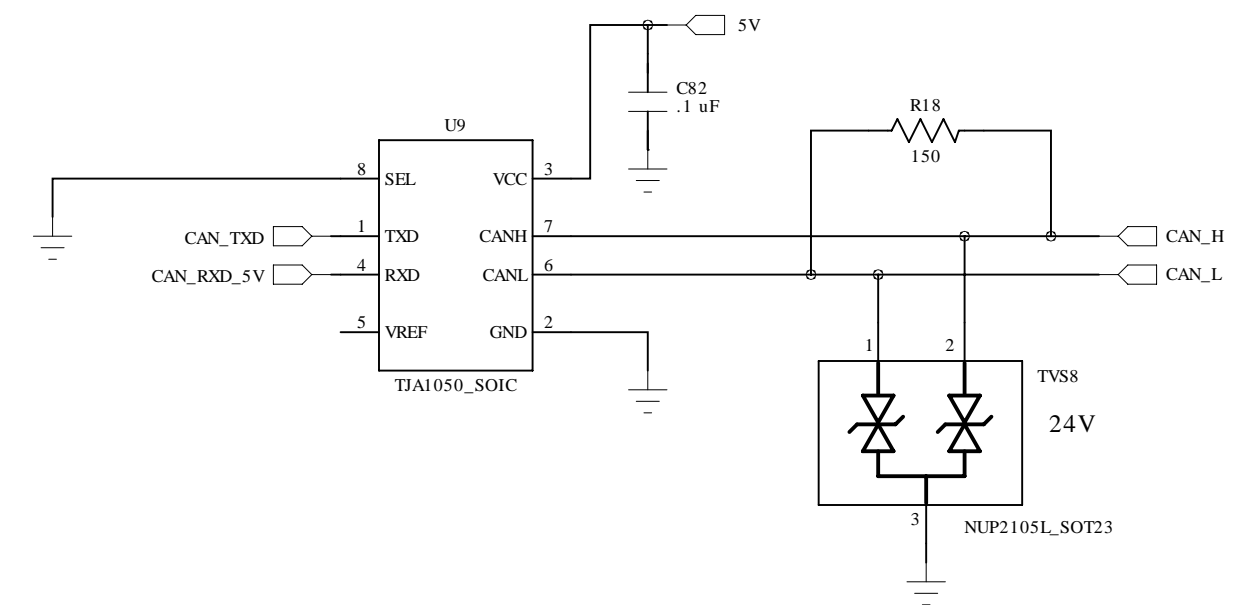 5V
C82
.1 uF
R18
150
U9
8
SEL
VCC
3
CAN_TXD
1
TXD
CANH
7
CAN_H
CAN_RXD_5V
4
RXD
CANL
6
CAN_L
5
VREF
GND
2
TJA1050_SOIC
1
2
TVS8
24V
3
NUP2105L_SOT23